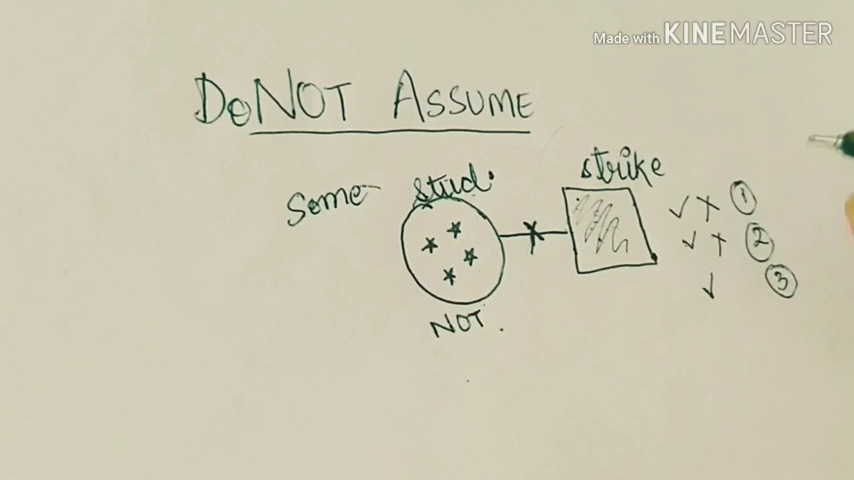 Made with KINEMASTER
DoNOT ASSUME
Some stud. strike
✓ × ①
✓ × ②
✓ ③
NOT.